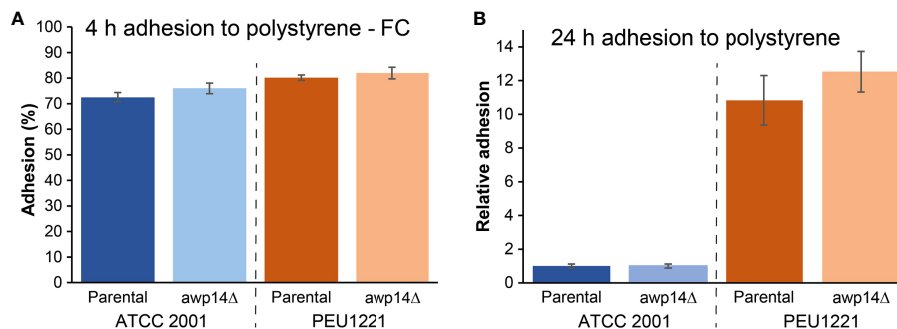 A
4 h adhesion to polystyrene - FC
Adhesion (%)
100
90
80
70
60
50
40
30
20
10
0
Parental
awp14Δ
Parental
awp14Δ
ATCC 2001
PEU1221
B
24 h adhesion to polystyrene
Relative adhesion
14
12
10
8
6
4
2
0
Parental
awp14Δ
Parental
awp14Δ
ATCC 2001
PEU1221